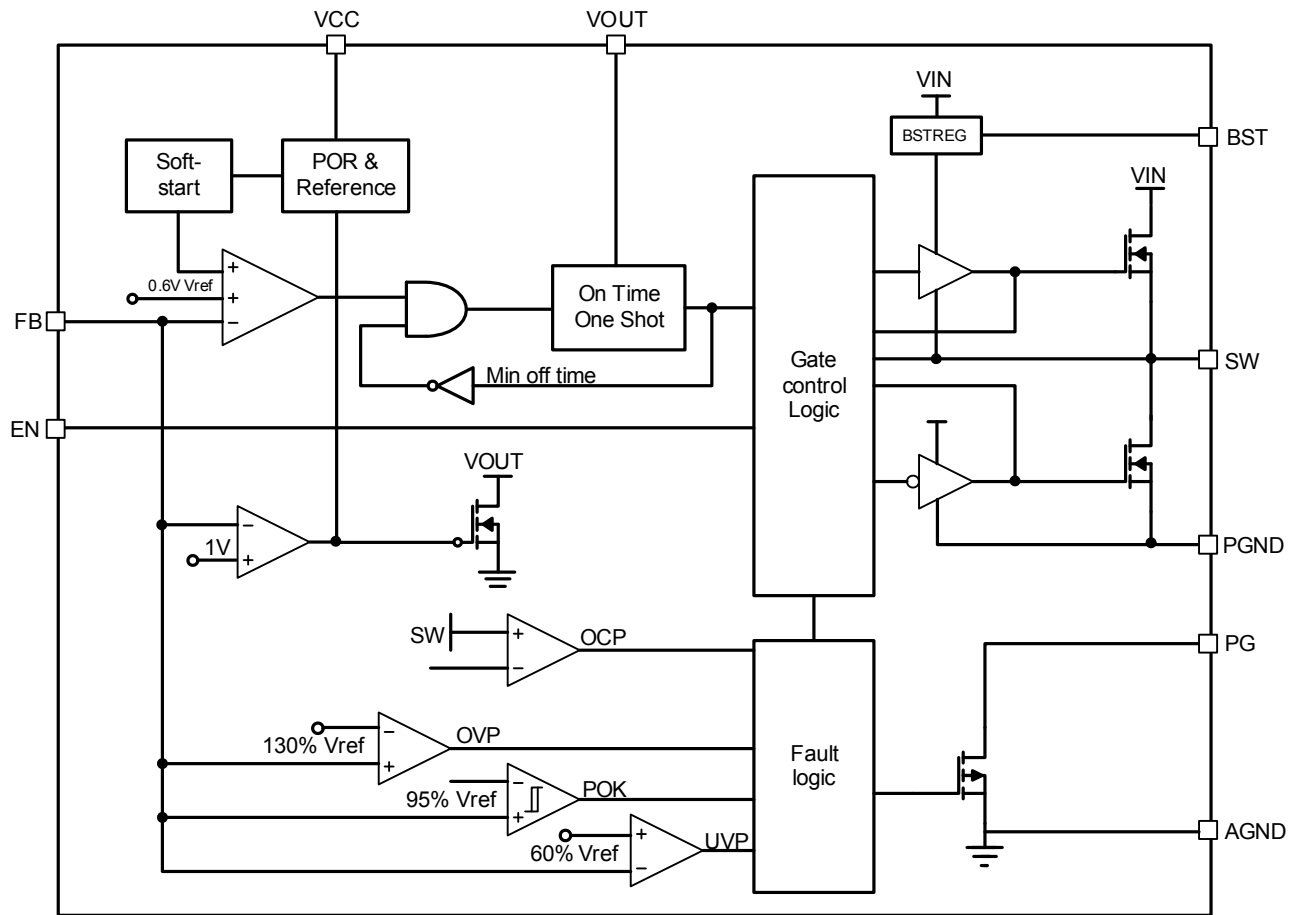 VCC
VOUT
VIN
BSTREG
BST
Soft-
start
POR &
Reference
VIN
0.6V Vref
+
+
−
FB
On Time
One Shot
Min off time
Gate
control
Logic
SW
EN
VOUT
−
1V
+
PGND
SW
+
−
OCP
PG
130% Vref
−
+
OVP
Fault
logic
95% Vref
−
+
POK
60% Vref
+
−
UVP
AGND